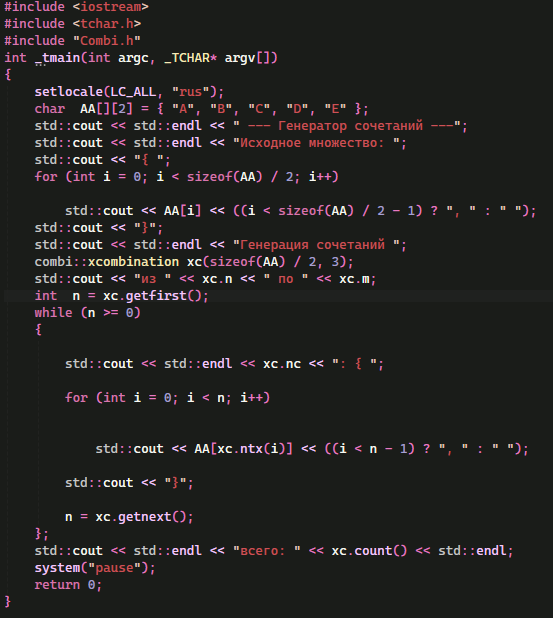 #include <iostream>
#include <tchar.h>
#include "Combi.h"
int _tmain(int argc, _TCHAR* argv[])
{
setlocale(LC_ALL, "rus");
char  AA[][2] = { "A", "B", "C", "D", "E" };
std::cout << std::endl << " --- Генератор сочетаний ---";
std::cout << std::endl << "Исходное множество: ";
std::cout << "{ ";
for (int i = 0; i < sizeof(AA) / 2; i++)
std::cout << AA[i] << ((i < sizeof(AA) / 2 - 1) ? ", " : " ");
std::cout << "}";
std::cout << std::endl << "Генерация сочетаний ";
combi::xcombination xc(sizeof(AA) / 2, 3);
std::cout << "из " << xc.n << " по " << xc.m;
int  n = xc.getfirst();
while (n >= 0)
{
std::cout << std::endl << xc.nc << ": { ";
for (int i = 0; i < n; i++)
std::cout << AA[xc.ntx(i)] << ((i < n - 1) ? ", " : " ");
std::cout << "}";
n = xc.getnext();
};
std::cout << std::endl << "всего: " << xc.count() << std::endl;
system("pause");
return 0;
}